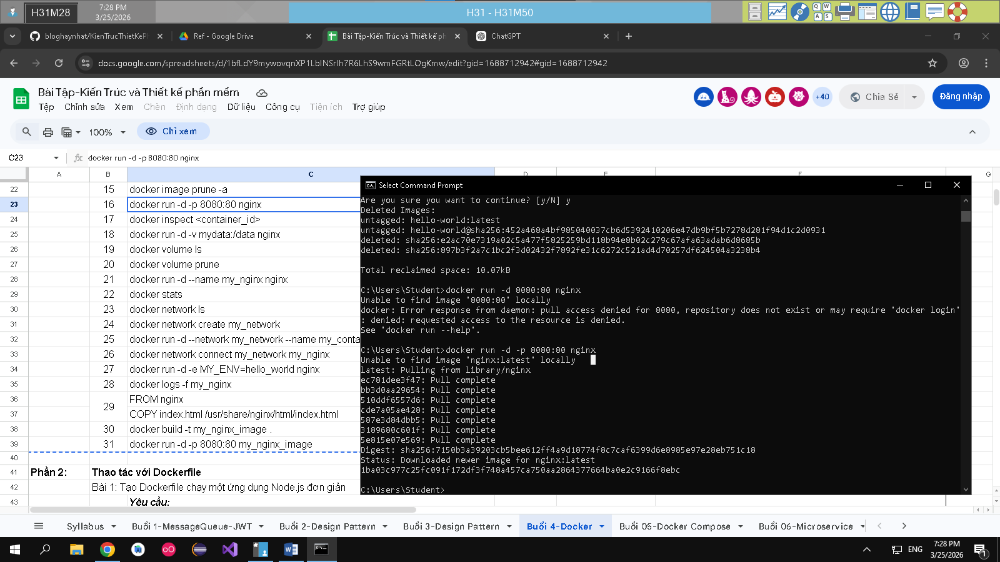 H31M28
7:28 PM
3/25/2026
H31 - H31M50
bloghaynhat/KienTrucThietKePh
Ref - Google Drive
Bài Tập-Kiến Trúc và Thiết kế ph
ChatGPT
docs.google.com/spreadsheets/d/1bfLdY9mywovqnXP1LbINSrIh7R6LhS9wmFGRtLOgKmw/edit?gid=1688712942#gid=1688712942
Bài Tập-Kiến Trúc và Thiết kế phần mềm
Tệp Chỉnh sửa Xem Chèn Định dạng Dữ liệu Công cụ Tiện ích Trợ giúp
+40
Chia Sẻ
Đăng nhập
100%
Chỉ xem
C23
docker run -d -p 8080:80 nginx
A B C D E F G
22 15 docker image prune -a
23 16 docker run -d -p 8080:80 nginx
24 17 docker inspect <container_id>
25 18 docker run -d -v mydata:/data nginx
26 19 docker volume ls
27 20 docker volume prune
28 21 docker run -d --name my_nginx nginx
29 22 docker stats
30 23 docker network ls
31 24 docker network create my_network
32 25 docker run -d --network my_network --name my_conta
33 26 docker network connect my_network my_nginx
34 27 docker run -d -e MY_ENV=hello_world nginx
35 28 docker logs -f my_nginx
36 29 FROM nginx
37 COPY index.html /usr/share/nginx/html/index.html
38 30 docker build -t my_nginx_image .
39 31 docker run -d -p 8080:80 my_nginx_image
40
41 Phần 2: Thao tác với Dockerfile
42 Bài 1: Tạo Dockerfile chạy một ứng dụng Node.js đơn giản
43 Yêu cầu:
Select Command Prompt
Are you sure you want to continue? [y/N] y
Deleted Images:
untagged: hello-world:latest
untagged: hello-world@sha256:452a468a4bf985040037cb6d5392410206e47db9bf5b7278d281f94d1c2d0931
deleted: sha256:e2ac70e7319a02c5a477f5825259bd118b94e8b02c279c67afa63adab6d8685b
deleted: sha256:897b3f2a7c1bc2f3d02432f7892fe31c6272c521ad4d70257df624504a3238b4
Total reclaimed space: 10.07kB
C:\Users\Student>docker run -d 8080:80 nginx
Unable to find image '8080:80' locally
docker: Error response from daemon: pull access denied for 8080, repository does not exist or may require 'docker login'
: denied: requested access to the resource is denied.
See 'docker run --help'.
C:\Users\Student>docker run -d -p 8080:80 nginx
Unable to find image 'nginx:latest' locally
latest: Pulling from library/nginx
ec781dee3f47: Pull complete
bb3d0aa29654: Pull complete
510ddf6557d6: Pull complete
cde7a05ae428: Pull complete
587e3d84dbb5: Pull complete
3189680c601f: Pull complete
5e815e07e569: Pull complete
Digest: sha256:7150b3a39203cb5bee612ff4a9d18774f8c7caf6399d6e8985e97e28eb751c18
Status: Downloaded newer image for nginx:latest
1ba03c977c25fc091f172df3f748a457ca750aa2864377664ba0e2c9166f8ebc
C:\Users\Student>
Syllabus Buổi 1-MessageQueue-JWT Buổi 2-Design Pattern Buổi 3-Design Pattern Buổi 4-Docker Buổi 05-Docker Compose Buổi 06-Microservice
ENG
7:28 PM
3/25/2026
1